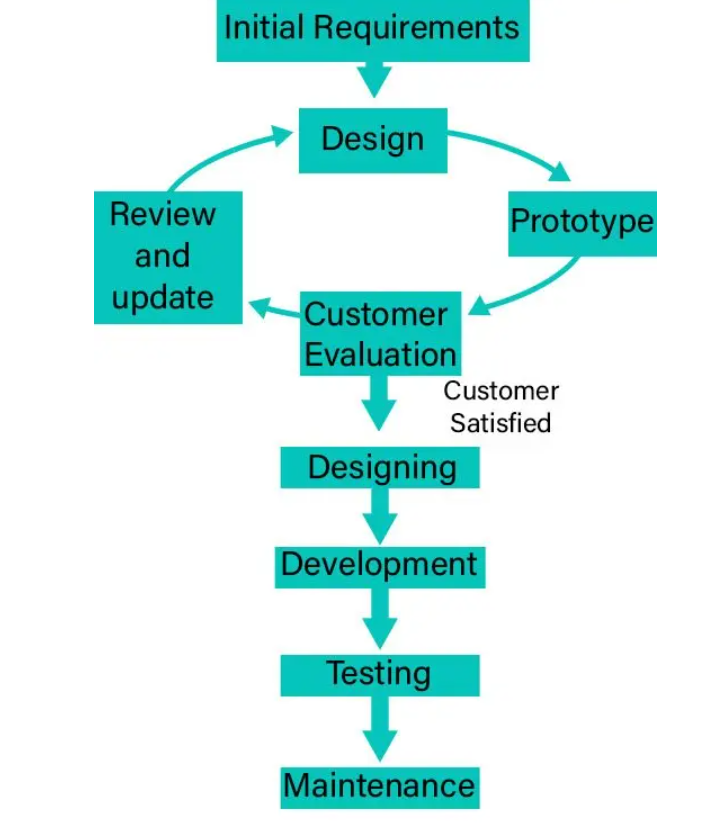 Initial Requirements
Design
Prototype
Review
and
update
Customer
Evaluation
Customer
Satisfied
Designing
Development
Testing
Maintenance